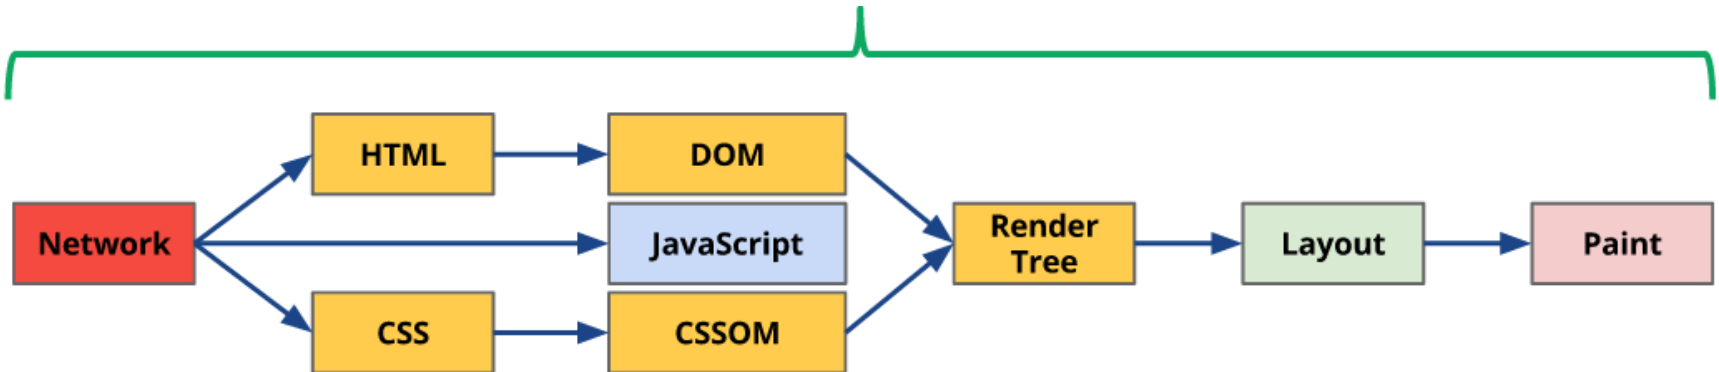 HTML
DOM
Network
JavaScript
Render
Tree
Layout
Paint
CSS
CSSOM